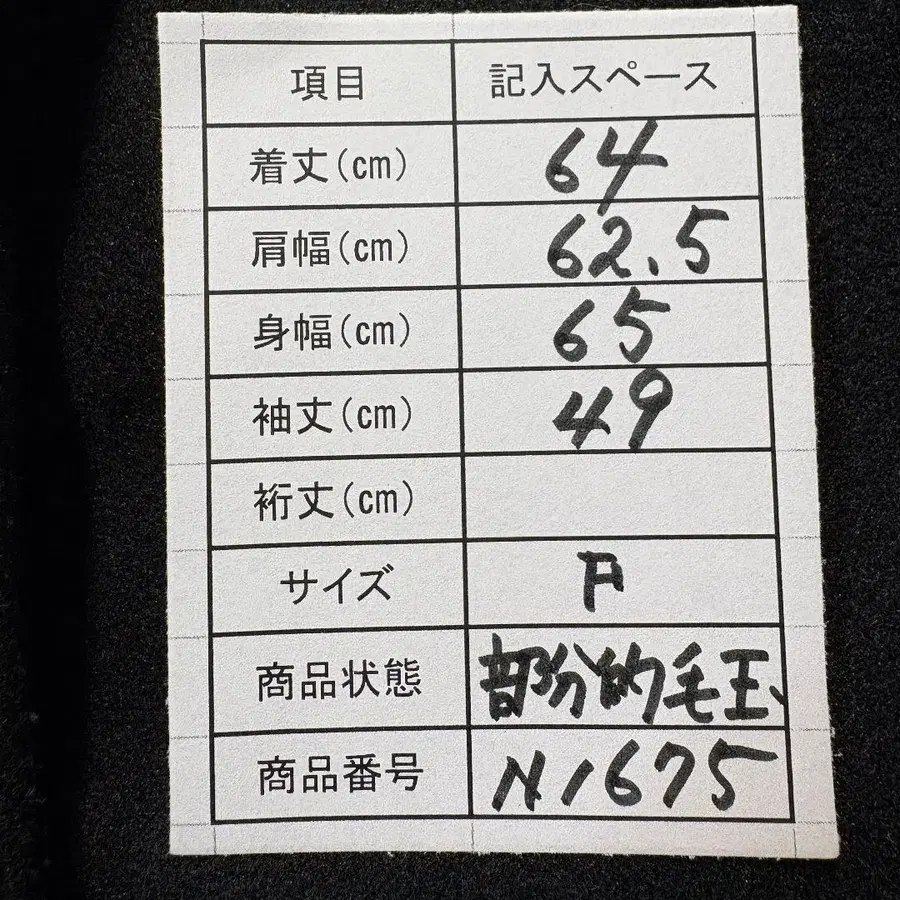 項目 記入スペース
着丈(cm) 64
肩幅(cm) 62.5
身幅(cm) 65
袖丈(cm) 49
裄丈(cm)
サイズ F
商品状態 部分的毛玉
商品番号 N1675